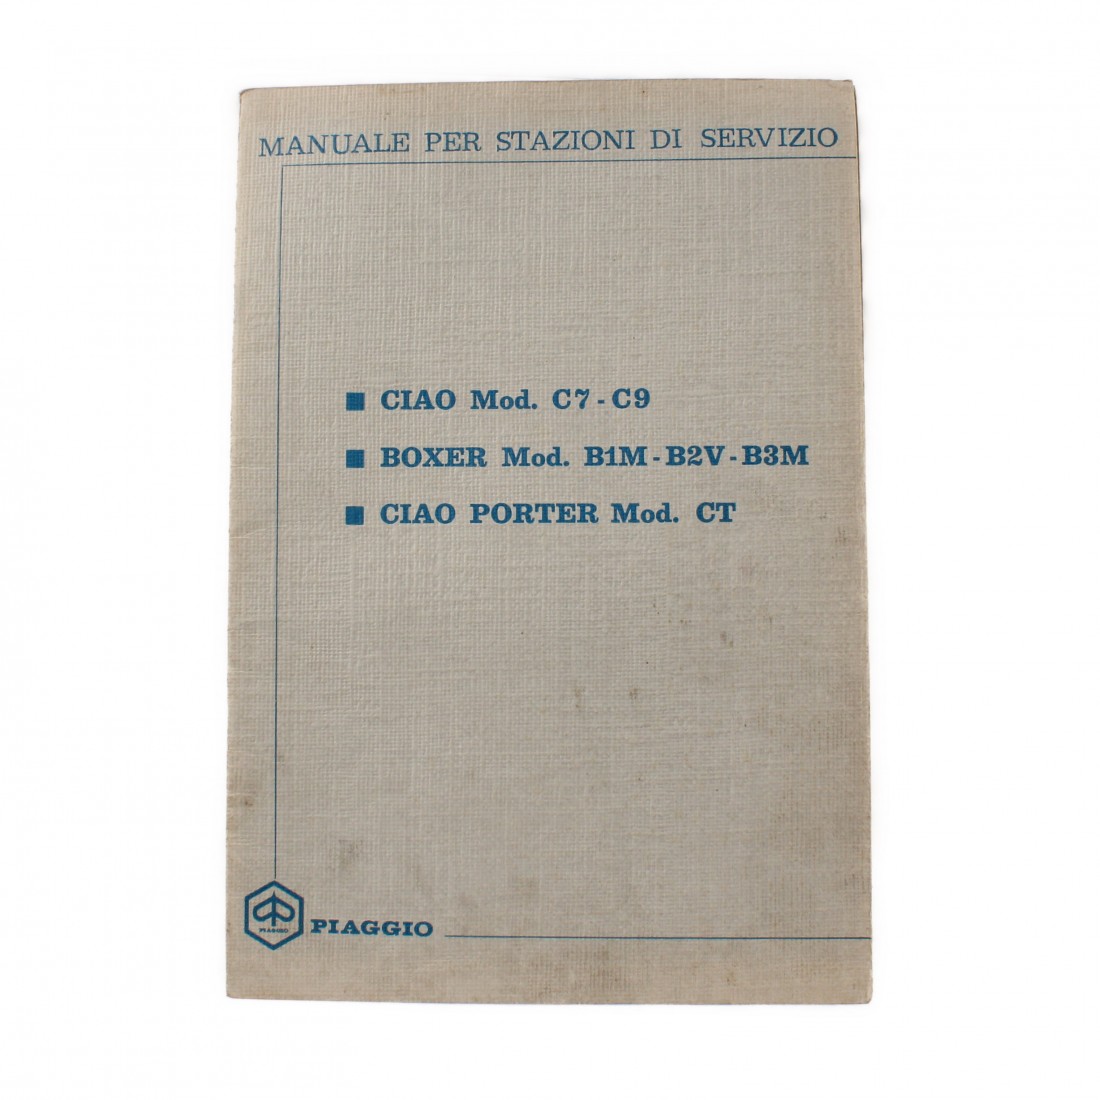 MANUALE PER STAZIONI DI SERVIZIO
■ CIAO Mod. C7 - C9
■ BOXER Mod. B1M - B2V - B3M
■ CIAO PORTER Mod. CT
PIAGGIO
PIAGGIO